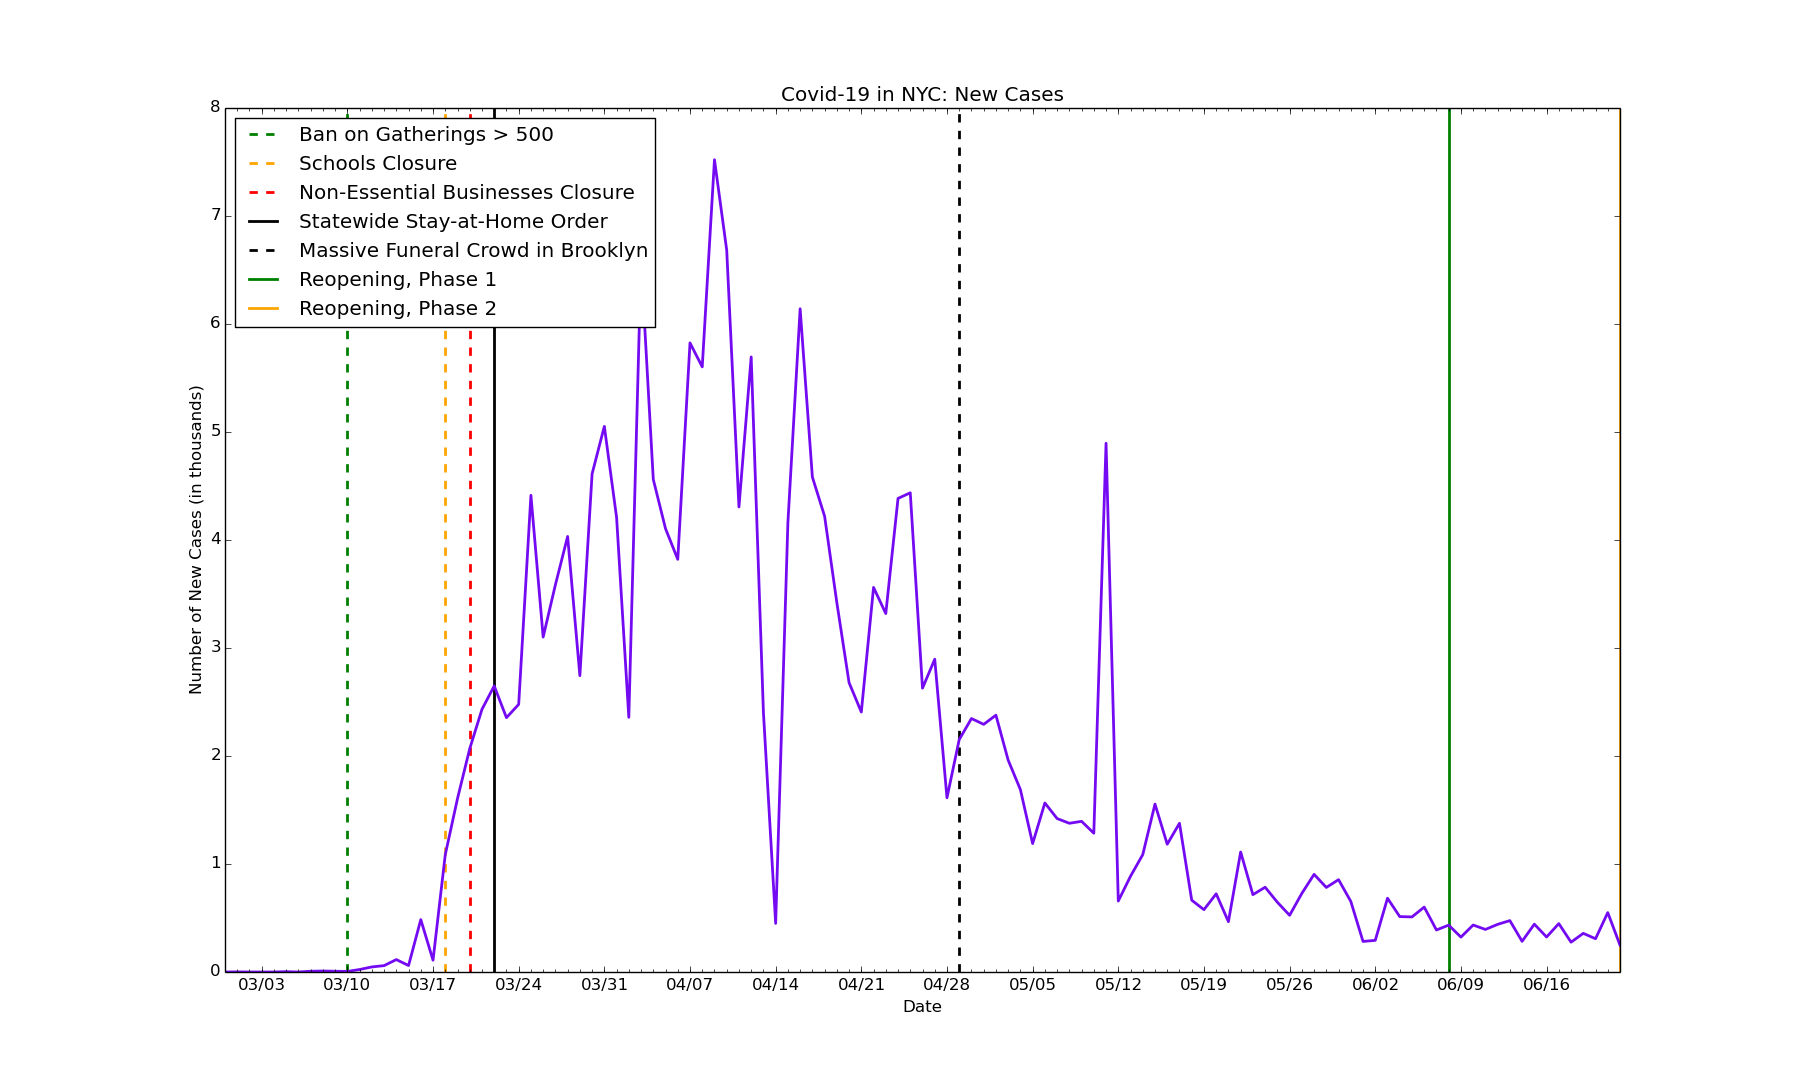 Covid-19 in NYC: New Cases
8
7
6
5
4
3
2
1
0
Number of New Cases (in thousands)
Ban on Gatherings > 500
Schools Closure
Non-Essential Businesses Closure
Statewide Stay-at-Home Order
Massive Funeral Crowd in Brooklyn
Reopening, Phase 1
Reopening, Phase 2
03/03 03/10 03/17 03/24 03/31 04/07 04/14 04/21 04/28 05/05 05/12 05/19 05/26 06/02 06/09 06/16
Date